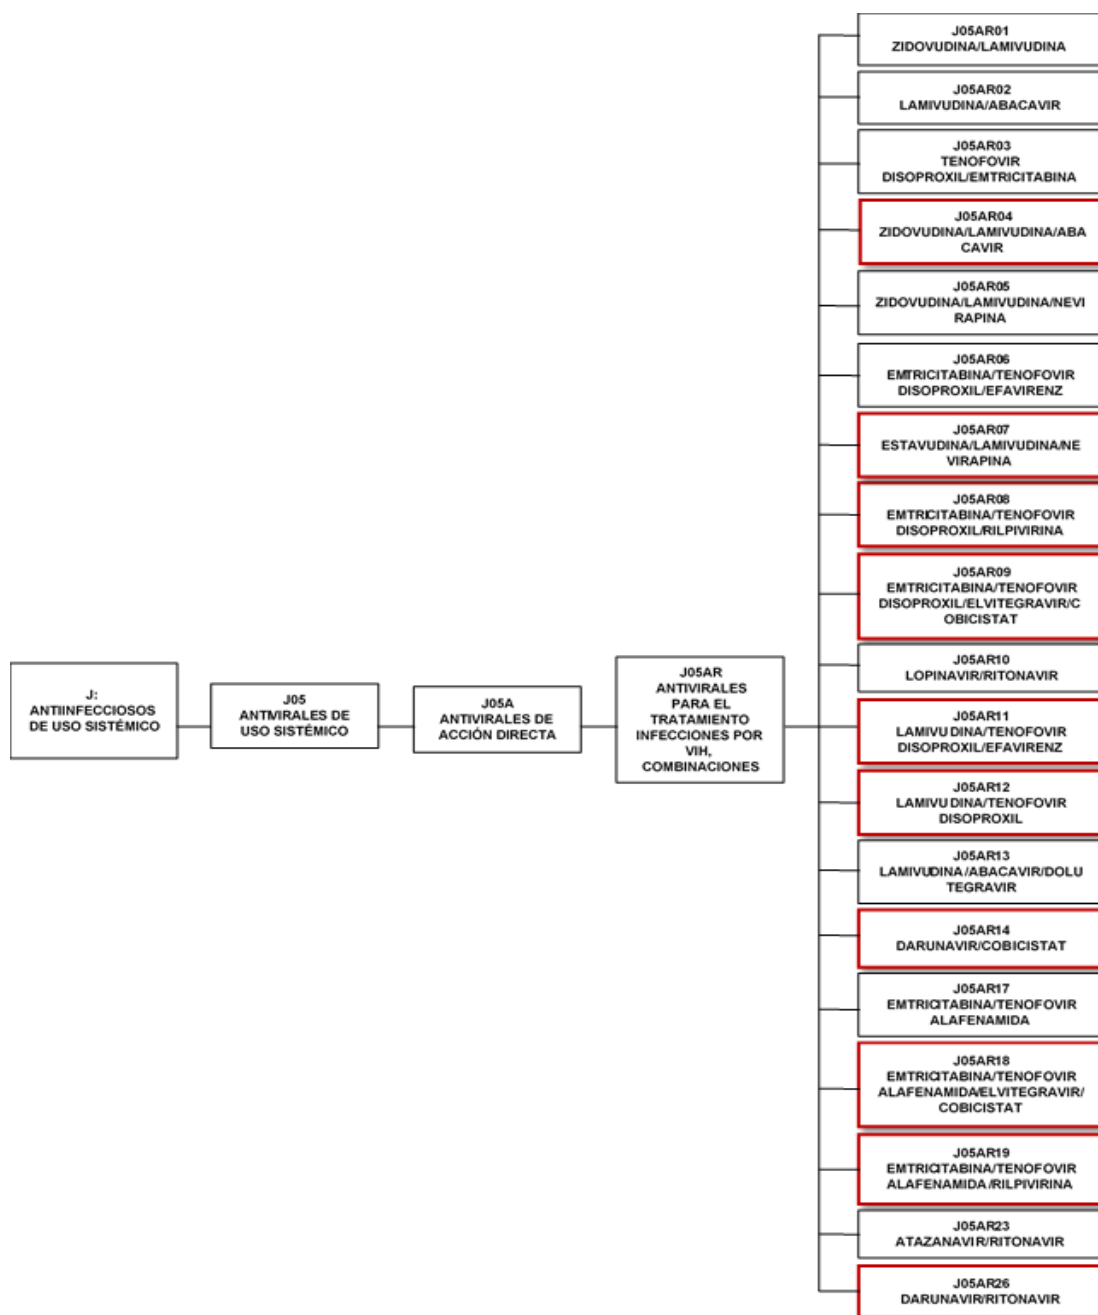 J:
ANTIINFECCIOSOS
DE USO SISTÉMICO
J05
ANTIVIRALES DE
USO SISTÉMICO
J05A
ANTIVIRALES DE
ACCIÓN DIRECTA
J05AR
ANTIVIRALES
PARA EL
TRATAMIENTO
INFECCIONES POR
VIH,
COMBINACIONES
J05AR01
ZIDOVUDINA/LAMIVUDINA
J05AR02
LAMIVUDINA/ABACAVIR
J05AR03
TENOFOVIR
DISOPROXIL/EMTRICITABINA
J05AR04
ZIDOVUDINA/LAMIVUDINA/ABA
CAVIR
J05AR05
ZIDOVUDINA/LAMIVUDINA/NEVI
RAPINA
J05AR06
EMTRICITABINA/TENOFOVIR
DISOPROXIL/EFAVIRENZ
J05AR07
ESTAVUDINA/LAMIVUDINA/NE
VIRAPINA
J05AR08
EMTRICITABINA/TENOFOVIR
DISOPROXIL/RILPIVIRINA
J05AR09
EMTRICITABINA/TENOFOVIR
DISOPROXIL/ELVITEGRAVIR/C
OBICISTAT
J05AR10
LOPINAVIR/RITONAVIR
J05AR11
LAMIVUDINA/TENOFOVIR
DISOPROXIL/EFAVIRENZ
J05AR12
LAMIVUDINA/TENOFOVIR
DISOPROXIL
J05AR13
LAMIVUDINA/ABACAVIR/DOLU
TEGRAVIR
J05AR14
DARUNAVIR/COBICISTAT
J05AR17
EMTRICITABINA/TENOFOVIR
ALAFENAMIDA
J05AR18
EMTRICITABINA/TENOFOVIR
ALAFENAMIDA/ELVITEGRAVIR/
COBICISTAT
J05AR19
EMTRICITABINA/TENOFOVIR
ALAFENAMIDA/RILPIVIRINA
J05AR23
ATAZANAVIR/RITONAVIR
J05AR26
DARUNAVIR/RITONAVIR